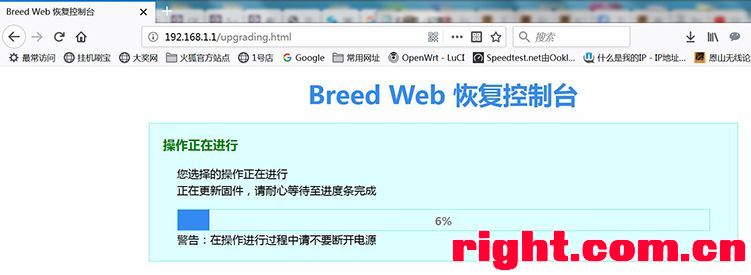 Breed Web 恢复控制台
192.168.1.1/upgrading.html
搜索
最常访问 挂机刷宝 大奖网 火狐官方站点 1号店 Google 常用网址 OpenWrt - LuCI Speedtest.net由Ookl... 什么是我的IP - IP地址... 恩山无线论
Breed Web 恢复控制台
操作正在进行
您选择的操作正在进行
正在更新固件，请耐心等待至进度条完成
6%
警告：在操作进行过程中请不要断开电源
right.com.cn